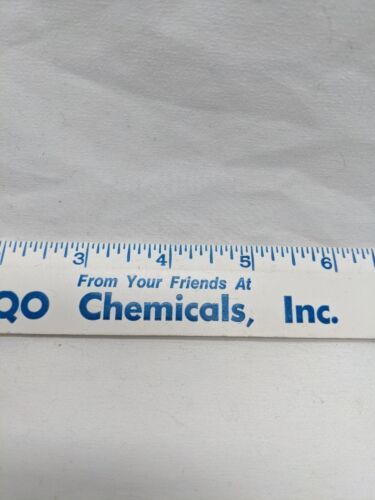 3 4 5 6
From Your Friends At
QO Chemicals, Inc.